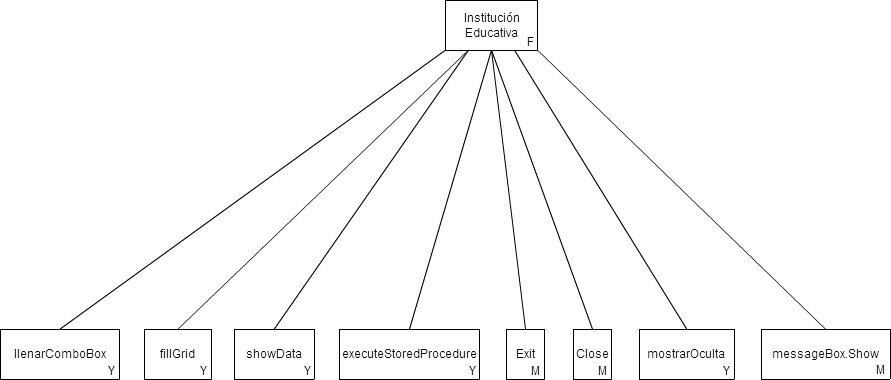 Institución
Educativa
F
llenarComboBox
Y
fillGrid
Y
showData
Y
executeStoredProcedure
Y
Exit
M
Close
M
mostrarOculta
Y
messageBox.Show
M